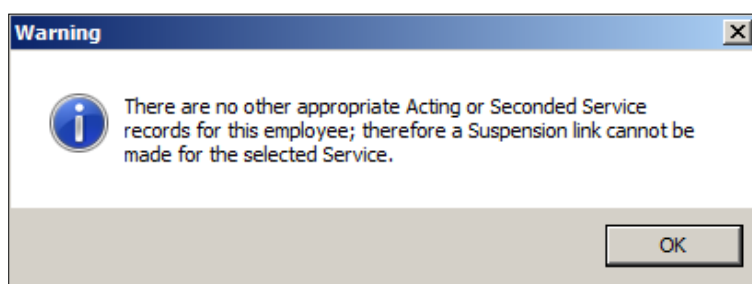 Warning
There are no other appropriate Acting or Seconded Service
records for this employee; therefore a Suspension link cannot be
made for the selected Service.
OK